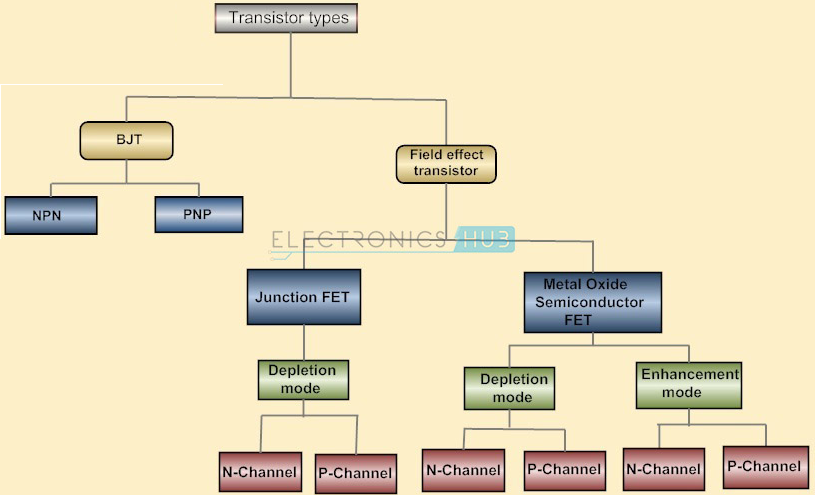 Transistor types
BJT
Field effect
transistor
NPN
PNP
ELECTRONICS HUB
Junction FET
Metal Oxide
Semiconductor
FET
Depletion
mode
Depletion
mode
Enhancement
mode
N-Channel
P-Channel
N-Channel
P-Channel
N-Channel
P-Channel